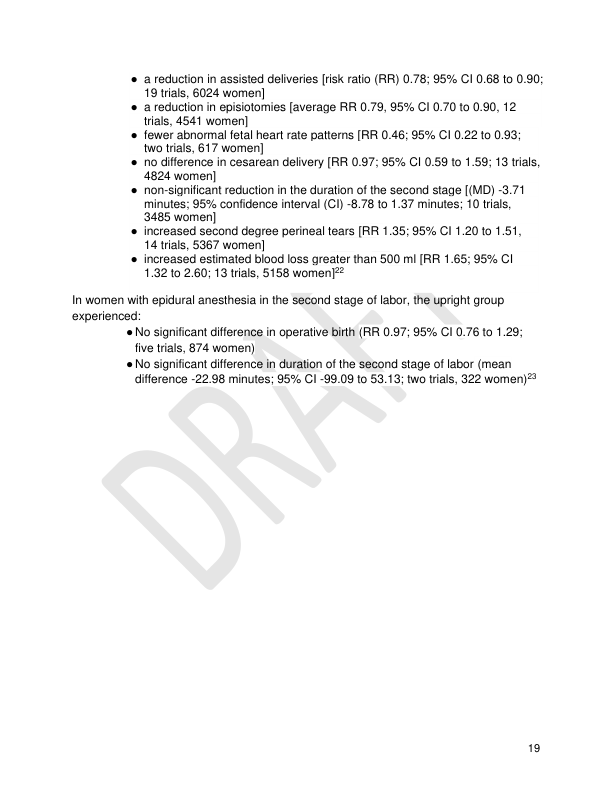 ● a reduction in assisted deliveries [risk ratio (RR) 0.78; 95% CI 0.68 to 0.90;
19 trials, 6024 women]
● a reduction in episiotomies [average RR 0.79, 95% CI 0.70 to 0.90, 12
trials, 4541 women]
● fewer abnormal fetal heart rate patterns [RR 0.46; 95% CI 0.22 to 0.93;
two trials, 617 women]
● no difference in cesarean delivery [RR 0.97; 95% CI 0.59 to 1.59; 13 trials,
4824 women]
● non-significant reduction in the duration of the second stage [(MD) -3.71
minutes; 95% confidence interval (CI) -8.78 to 1.37 minutes; 10 trials,
3485 women]
● increased second degree perineal tears [RR 1.35; 95% CI 1.20 to 1.51,
14 trials, 5367 women]
● increased estimated blood loss greater than 500 ml [RR 1.65; 95% CI
1.32 to 2.60; 13 trials, 5158 women]22
In women with epidural anesthesia in the second stage of labor, the upright group
experienced:
● No significant difference in operative birth (RR 0.97; 95% CI 0.76 to 1.29;
five trials, 874 women)
● No significant difference in duration of the second stage of labor (mean
difference -22.98 minutes; 95% CI -99.09 to 53.13; two trials, 322 women)23
DRAFT
19